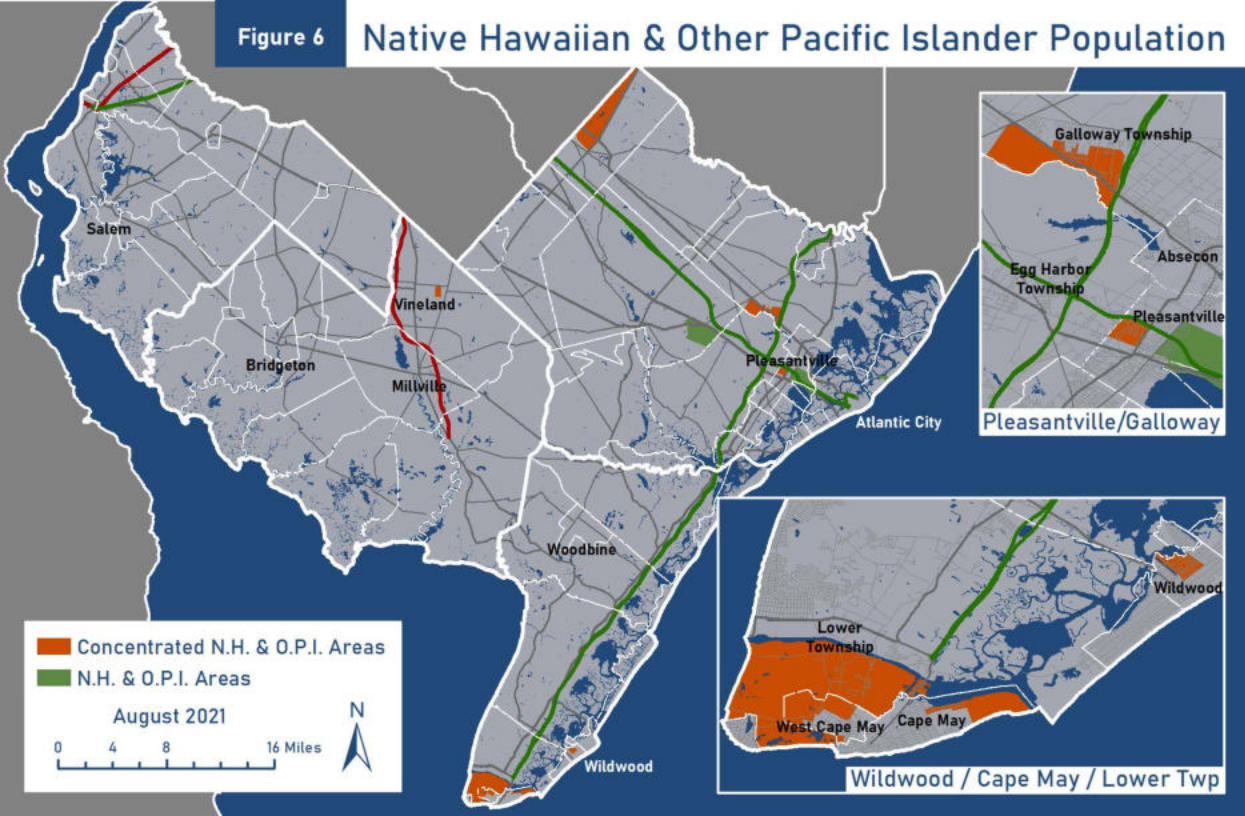 Figure 6
Native Hawaiian & Other Pacific Islander Population
Galloway Township
Absecon
Egg Harbor
Township
Pleasantville
Pleasantville/Galloway
Salem
Vineland
Bridgeton
Millville
Pleasantville
Atlantic City
Woodbine
Wildwood
Lower
Township
Wildwood
West Cape May
Cape May
Wildwood / Cape May / Lower Twp
Concentrated N.H. & O.P.I. Areas
N.H. & O.P.I. Areas
August 2021
N
0 4 8 16 Miles